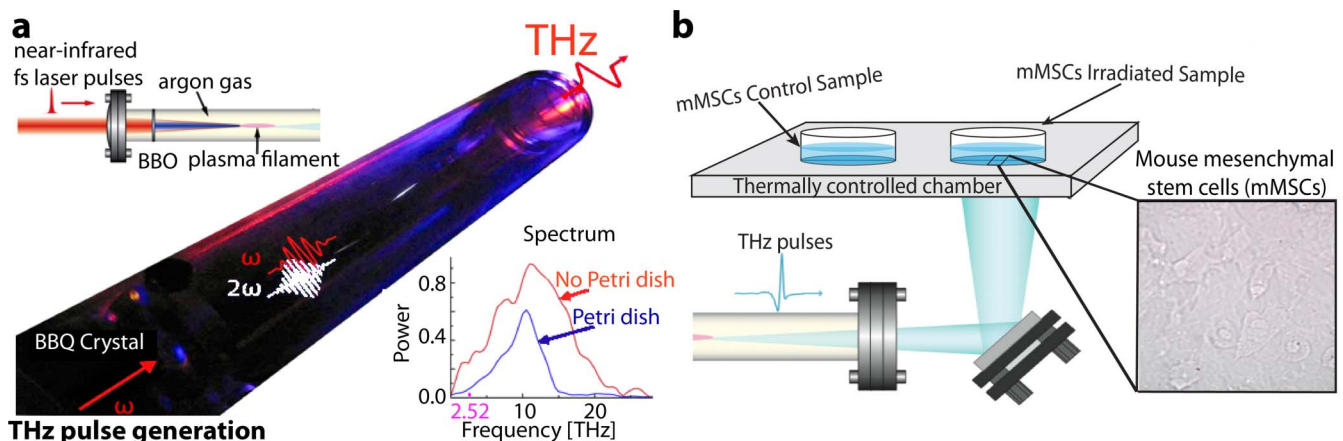 a
near-infrared
fs laser pulses
argon gas
BBO
plasma filament
THz
ω
2ω
BBQ Crystal
ω
THz pulse generation
Spectrum
No Petri dish
Petri dish
Power
0.8
0.4
0.0
2.52
10
20
Frequency [THz]
b
mMSCs Control Sample
mMSCs Irradiated Sample
Thermally controlled chamber
Mouse mesenchymal
stem cells (mMSCs)
THz pulses